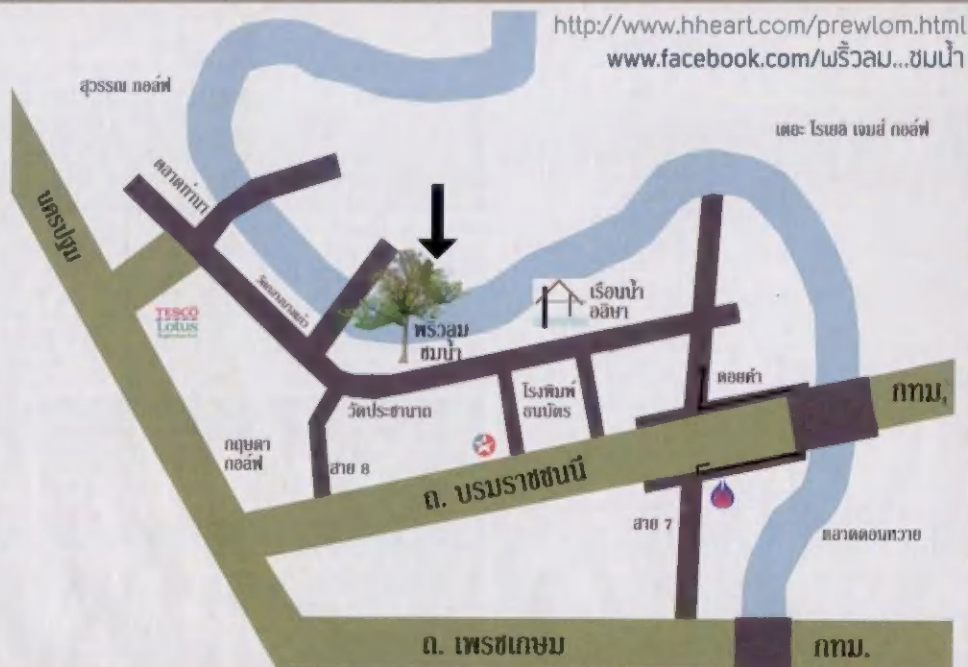 http://www.hheart.com/prewlom.html
www.facebook.com/พริ้วลม...ชมน้ำ
สุวรรณ กอล์ฟ
เดอะ โรเยล เจมส์ กอล์ฟ
ตลาดท่านา
นครปฐม
TESCO
Lotus
เรือนน้ำ
อลิษา
พริ้วลม
ชมน้ำ
ดอยคำ
กทม,
โรงพิมพ์
ธนบัตร
วัดประชานาถ
กฤษดา
กอล์ฟ
สาย 8
ถ. บรมราชชนนี
สาย 7
ตลาดดอนหวาย
ถ. เพรชเกษม
กทม.